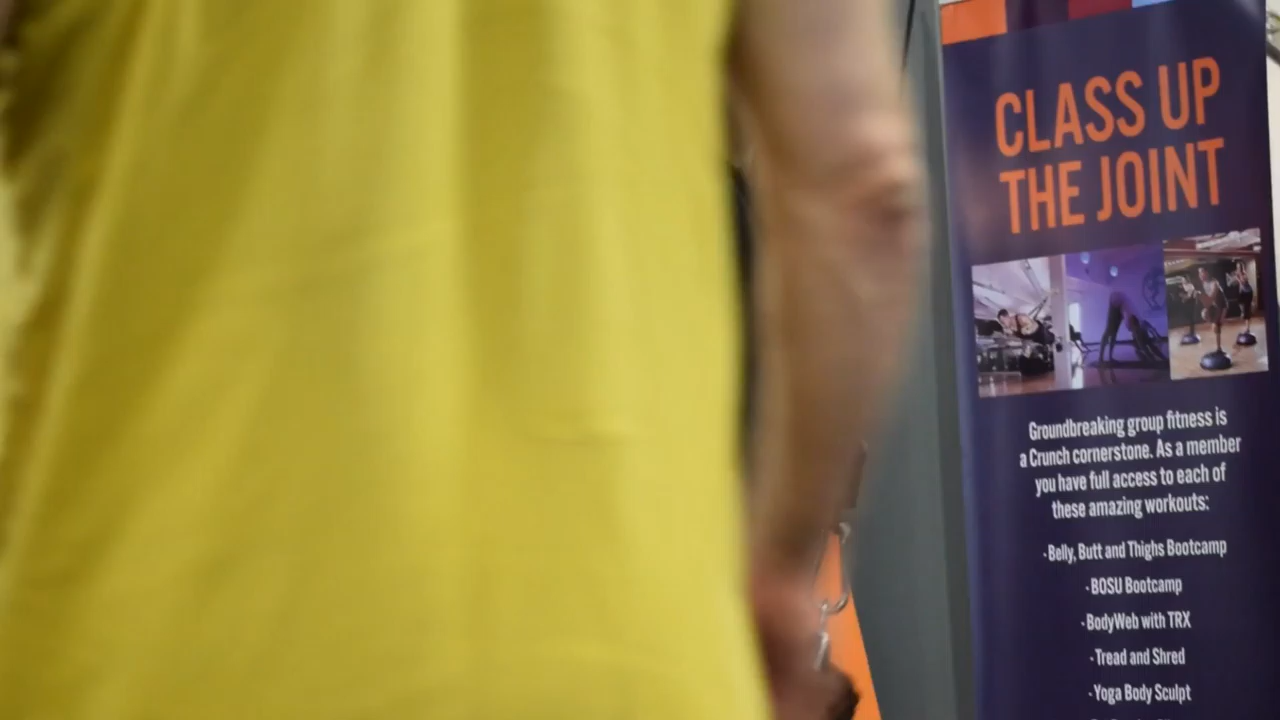 CLASS UP
THE JOINT
Groundbreaking group fitness is
a Crunch cornerstone. As a member
you have full access to each of
these amazing workouts:
·Belly, Butt and Thighs Bootcamp
·BOSU Bootcamp
·BodyWeb with TRX
·Tread and Shred
·Yoga Body Sculpt